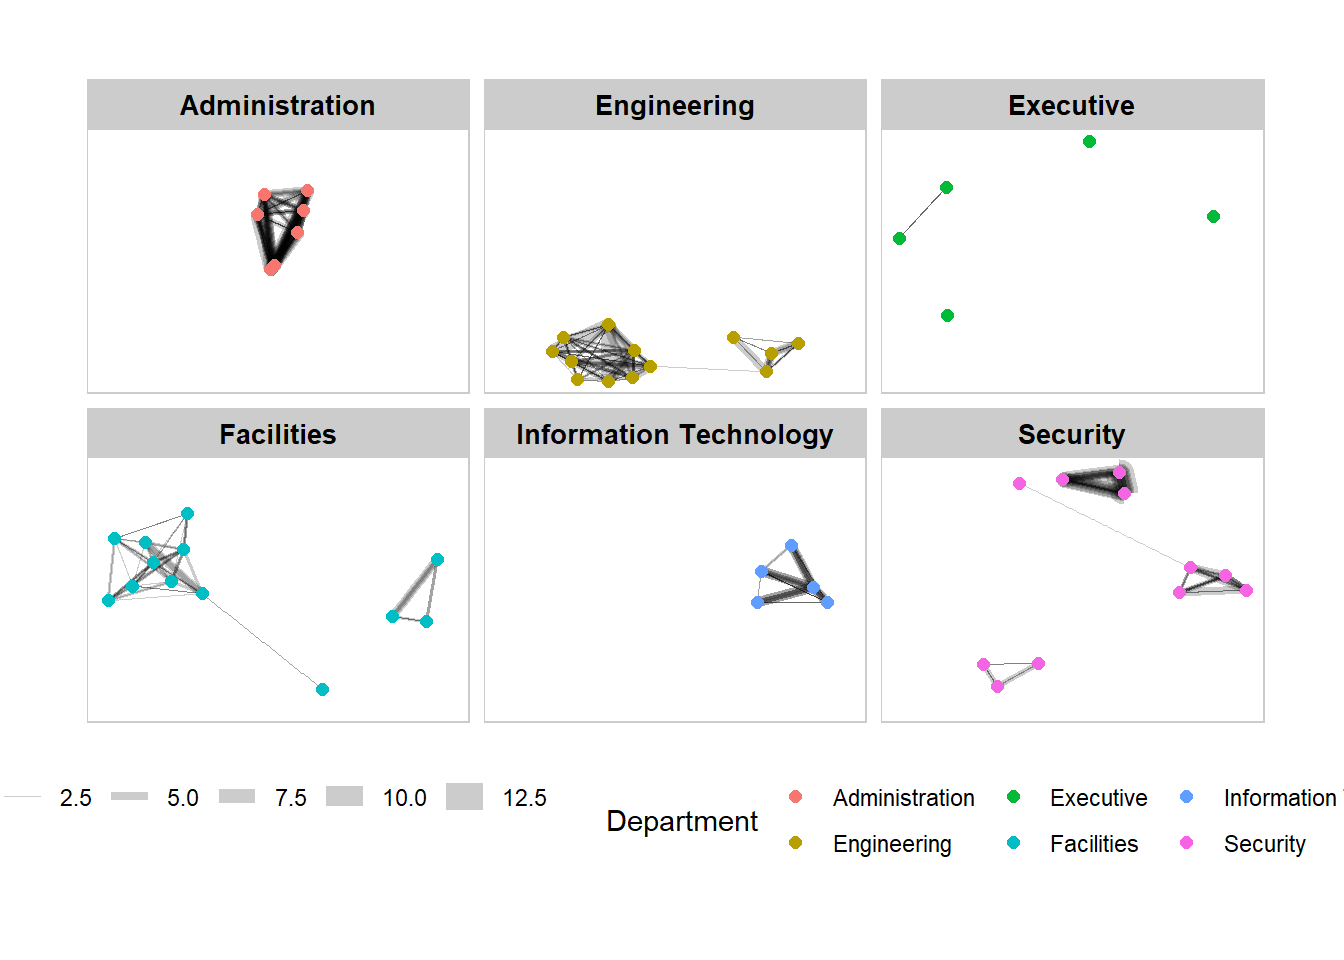 Administration
Engineering
Executive
Facilities
Information Technology
Security
2.5 5.0 7.5 10.0 12.5
Department
Administration Executive Information
Engineering Facilities Security